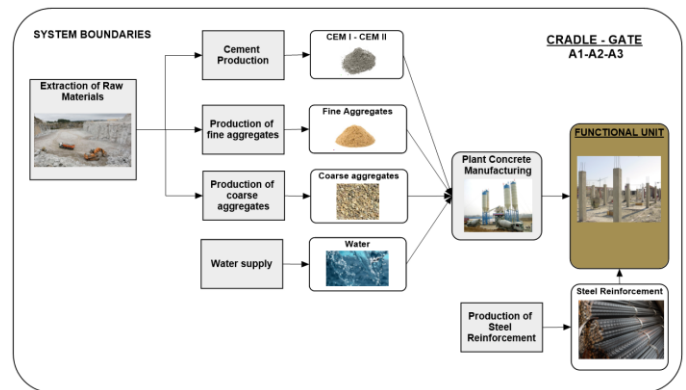 SYSTEM BOUNDARIES
CRADLE - GATE
A1-A2-A3
Extraction of Raw
Materials
Cement
Production
CEM I - CEM II
Production of
fine aggregates
Fine Aggregates
Production of
coarse
aggregates
Coarse aggregates
Water supply
Water
Plant Concrete
Manufacturing
FUNCTIONAL UNIT
Production of
Steel
Reinforcement
Steel Reinforcement